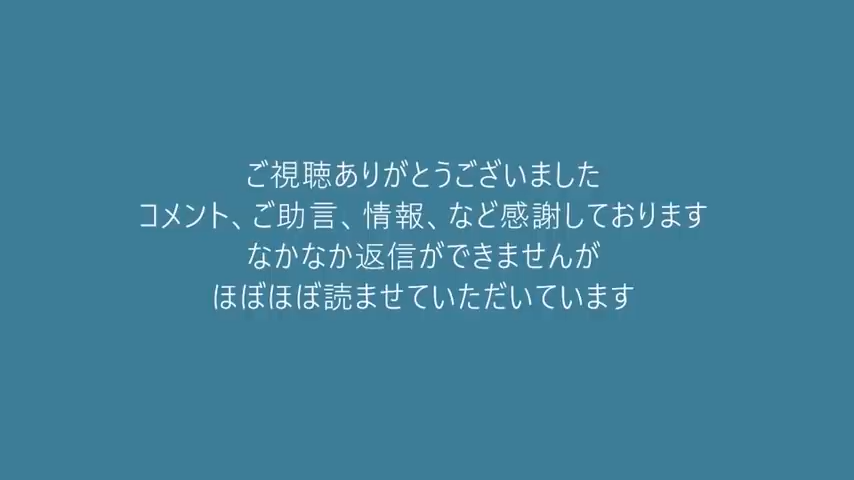 ご視聴ありがとうございました
コメント、ご助言、情報、など感謝しております
なかなか返信ができませんが
ほぼほぼ読ませていただいています